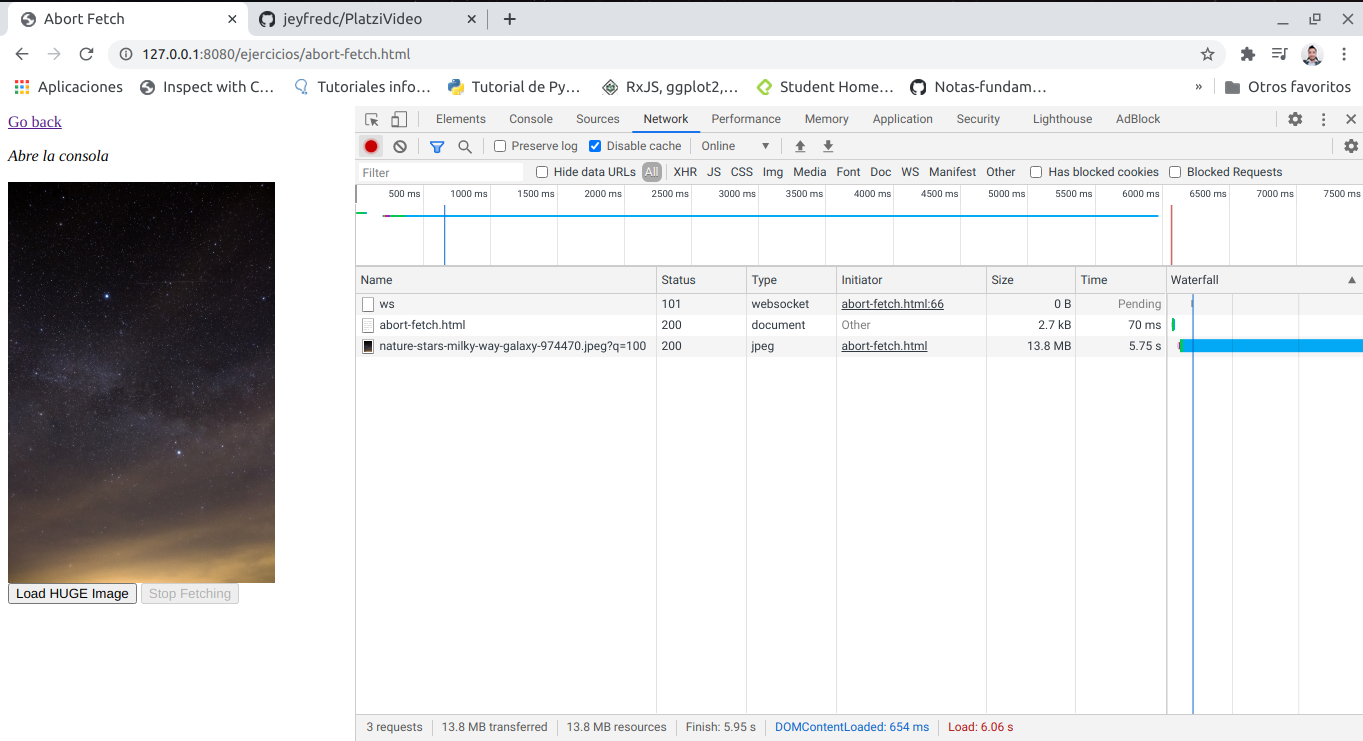 Abort Fetch
jeyfredc/PlatziVideo
127.0.0.1:8080/ejercicios/abort-fetch.html
Aplicaciones Inspect with C... Tutoriales info... Tutorial de Py... RxJS, ggplot2,... Student Home... Notas-fundam... » Otros favoritos
Go back
Abre la consola
Load HUGE Image Stop Fetching
Elements Console Sources Network Performance Memory Application Security Lighthouse AdBlock
Preserve log Disable cache Online
Filter Hide data URLs All XHR JS CSS Img Media Font Doc WS Manifest Other Has blocked cookies Blocked Requests
500 ms 1000 ms 1500 ms 2000 ms 2500 ms 3000 ms 3500 ms 4000 ms 4500 ms 5000 ms 5500 ms 6000 ms 6500 ms 7000 ms 7500 ms
Name Status Type Initiator Size Time Waterfall
ws 101 websocket abort-fetch.html:66 0 B Pending
abort-fetch.html 200 document Other 2.7 kB 70 ms
nature-stars-milky-way-galaxy-974470.jpeg?q=100 200 jpeg abort-fetch.html 13.8 MB 5.75 s
3 requests 13.8 MB transferred 13.8 MB resources Finish: 5.95 s DOMContentLoaded: 654 ms Load: 6.06 s